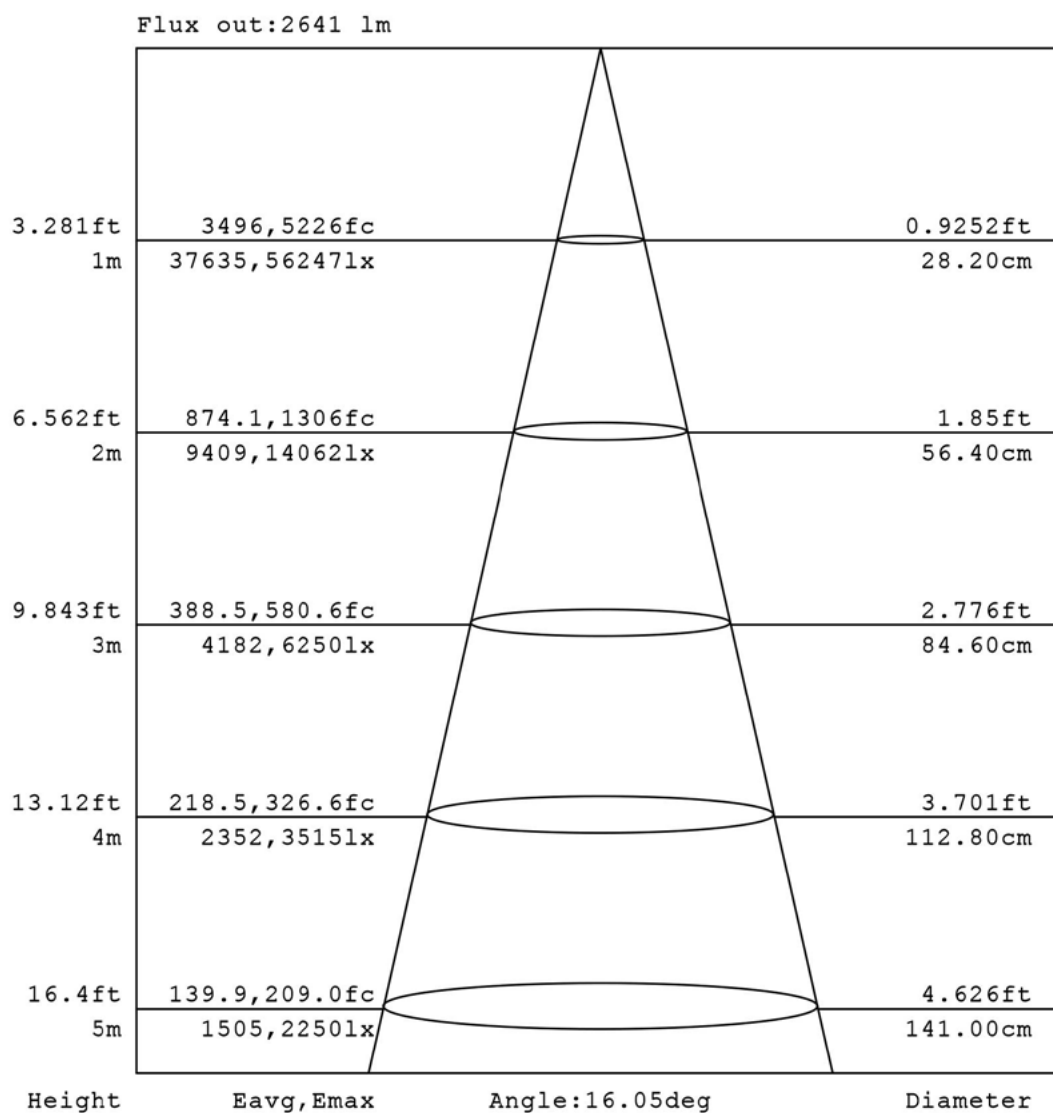 Flux out:2641 lm
3.281ft 3496,5226fc 0.9252ft
1m 37635,56247lx 28.20cm
6.562ft 874.1,1306fc 1.85ft
2m 9409,14062lx 56.40cm
9.843ft 388.5,580.6fc 2.776ft
3m 4182,6250lx 84.60cm
13.12ft 218.5,326.6fc 3.701ft
4m 2352,3515lx 112.80cm
16.4ft 139.9,209.0fc 4.626ft
5m 1505,2250lx 141.00cm
Height Eavg,Emax Angle:16.05deg Diameter